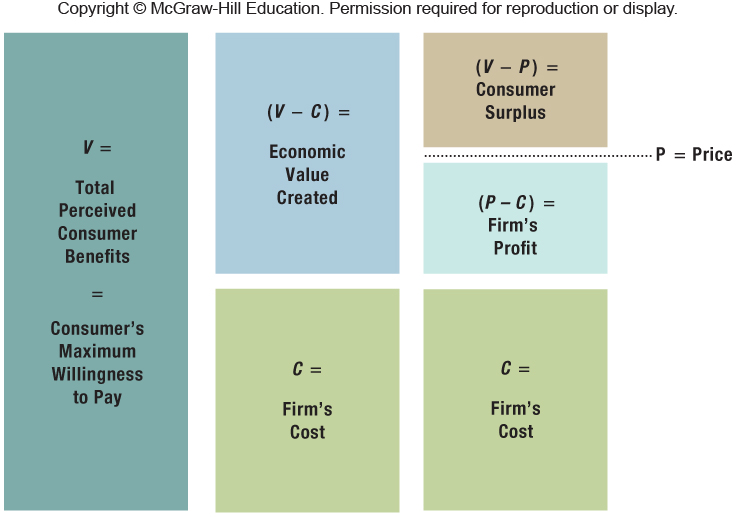 Copyright © McGraw-Hill Education. Permission required for reproduction or display.
V =
Total
Perceived
Consumer
Benefits
=
Consumer's
Maximum
Willingness
to Pay
(V – C) =
Economic
Value
Created
C =
Firm's
Cost
(V – P) =
Consumer
Surplus
P = Price
(P – C) =
Firm's
Profit
C =
Firm's
Cost